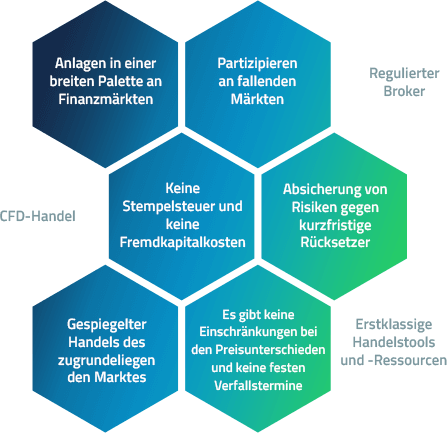 Anlagen in einer
breiten Palette an
Finanzmärkten
Partizipieren
an fallenden
Märkten
Regulierter
Broker
CFD-Handel
Keine
Stempelsteuer und
keine
Fremdkapitalkosten
Absicherung von
Risiken gegen
kurzfristige
Rücksetzer
Gespiegelter
Handels des
zugrundeliegen
den Marktes
Es gibt keine
Einschränkungen bei
den Preisunterschieden
und keine festen
Verfallstermine
Erstklassige
Handelstools
und -Ressourcen